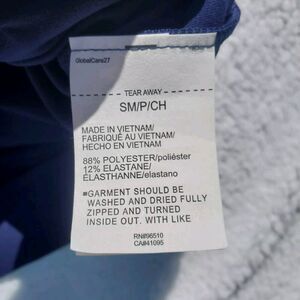 GlobalCare27
TEAR AWAY
SM/P/CH
MADE IN VIETNAM/
FABRIQUÉ AU VIETNAM/
HECHO EN VIETNAM
88% POLYESTER/poliéster
12% ELASTANE/
ÉLASTHANNE/elastano
■GARMENT SHOULD BE
WASHED AND DRIED FULLY
ZIPPED AND TURNED
INSIDE OUT. WITH LIKE
RN#96510
CA#41095